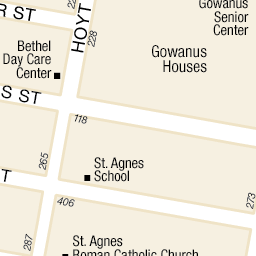 R ST
HOYT
228
Gowanus
Senior
Center
Bethel
Day Care
Center
Gowanus
Houses
S ST
118
265
St. Agnes
School
T
406
273
287
St. Agnes
Roman Catholic Church